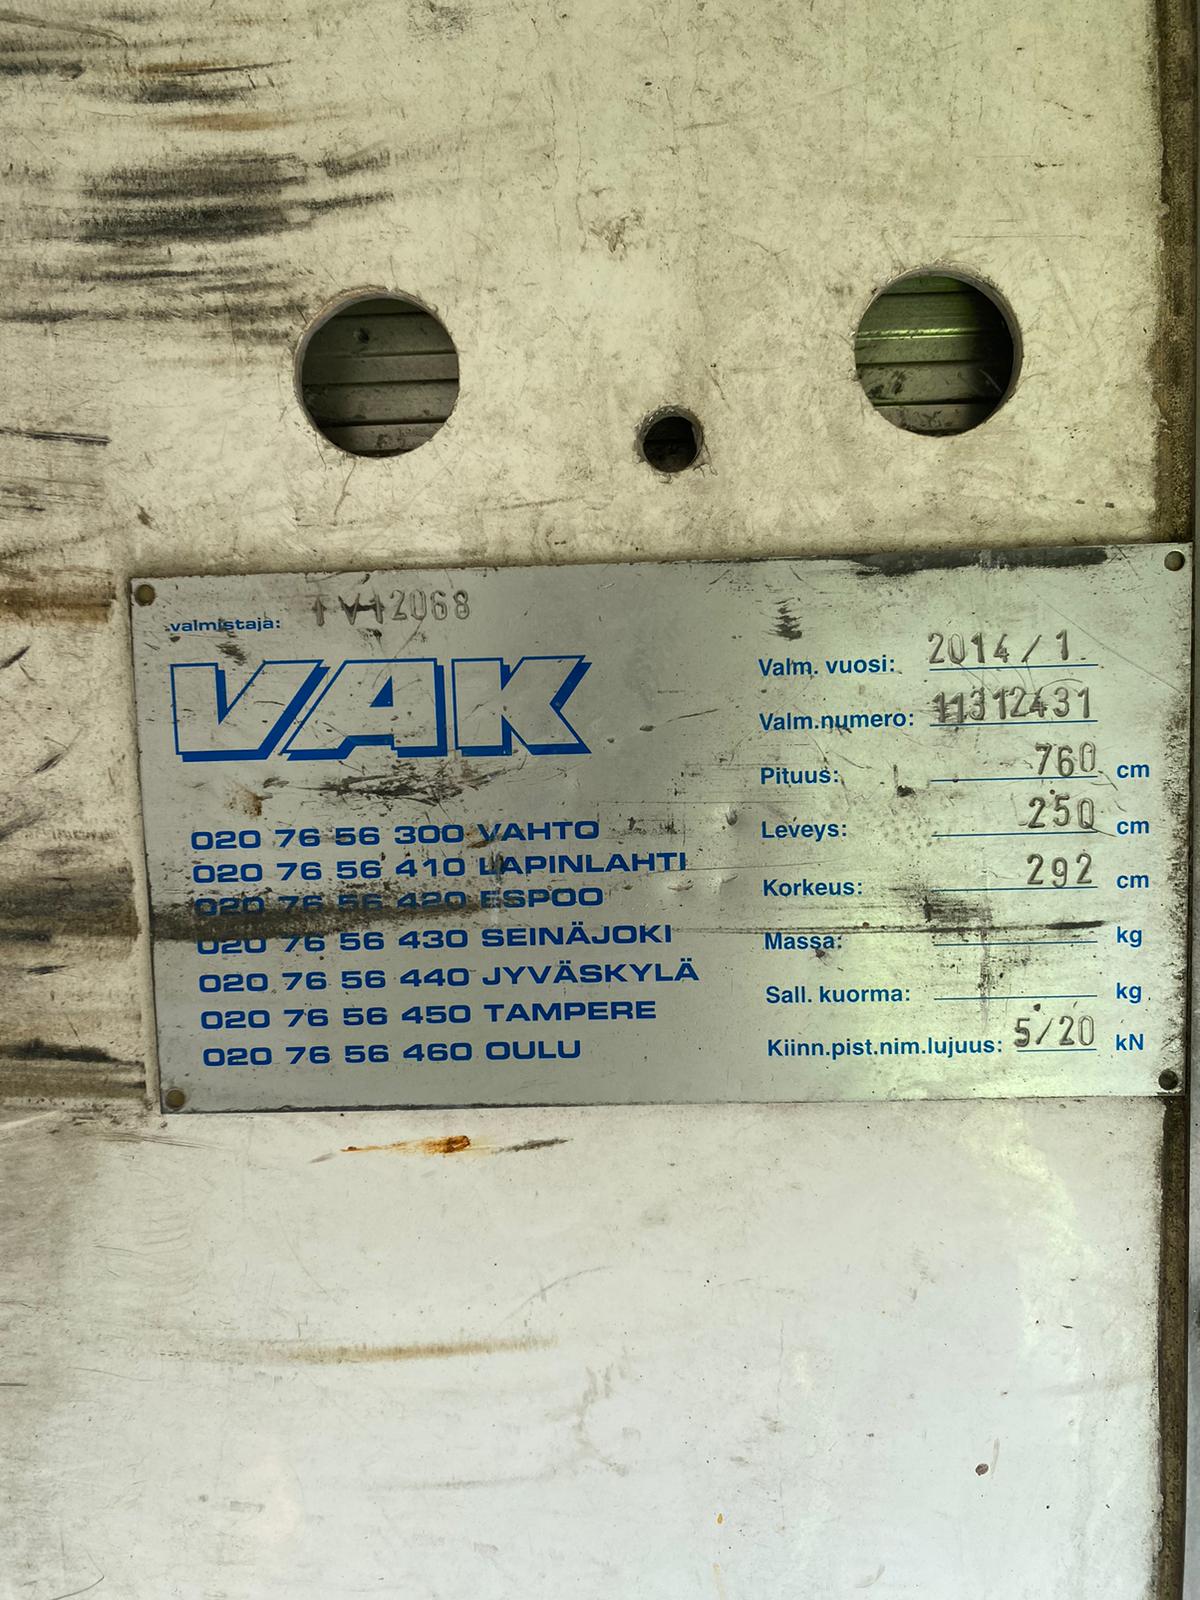 valmistaja: TV12068
VAK
020 76 56 300 VAHTO
020 76 56 410 LAPINLAHTI
020 76 56 420 ESPOO
020 76 56 430 SEINÄJOKI
020 76 56 440 JYVÄSKYLÄ
020 76 56 450 TAMPERE
020 76 56 460 OULU
Valm. vuosi: 2014/1
Valm.numero: 11312431
Pituus: 760 cm
Leveys: 250 cm
Korkeus: 292 cm
Massa: kg
Sall. kuorma: kg
Kiinn.pist.nim.lujuus: 5/20 kN